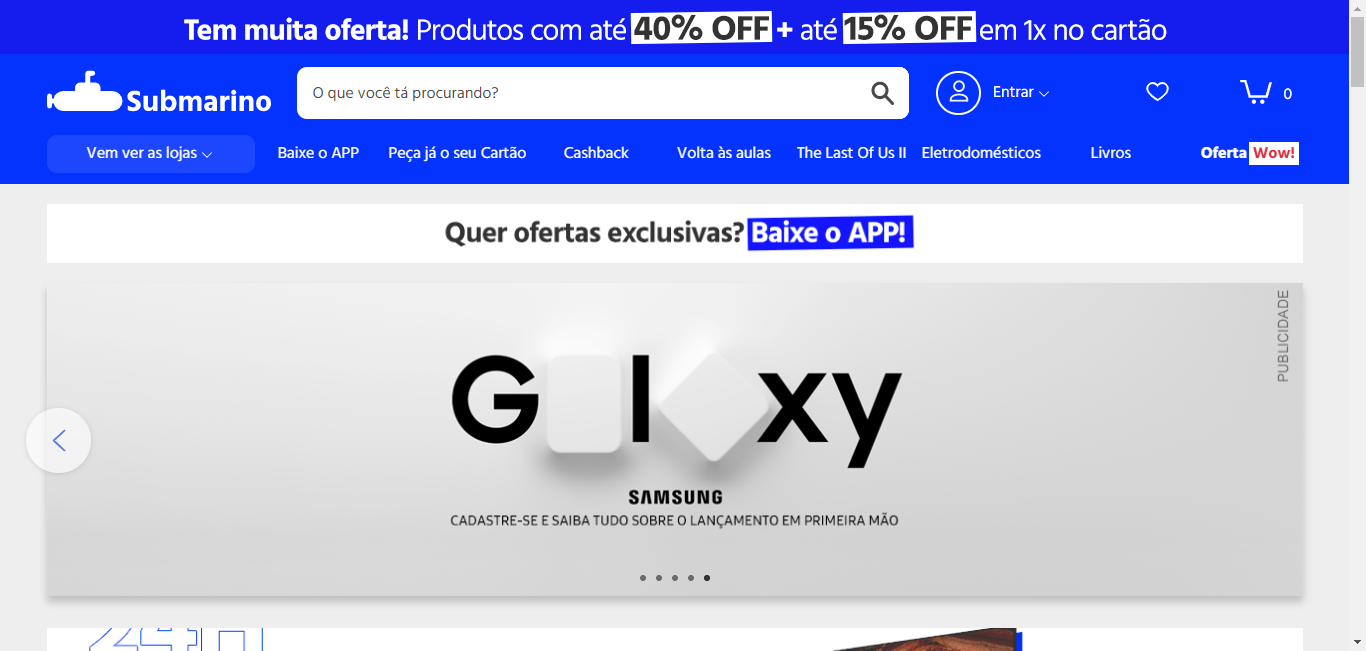 Tem muita oferta! Produtos com até 40% OFF + até 15% OFF em 1x no cartão
Submarino
O que você tá procurando?
Entrar
0
Vem ver as lojas
Baixe o APP
Peça já o seu Cartão
Cashback
Volta às aulas
The Last Of Us II
Eletrodomésticos
Livros
Oferta Wow!
Quer ofertas exclusivas? Baixe o APP!
PUBLICIDADE
Galaxy
SAMSUNG
CADASTRE-SE E SAIBA TUDO SOBRE O LANÇAMENTO EM PRIMEIRA MÃO